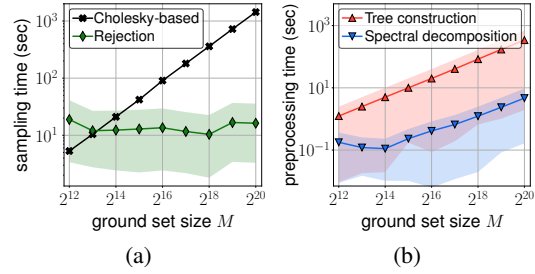 sampling time (sec)
10³
10²
10¹
Cholesky-based
Rejection
2¹² 2¹⁴ 2¹⁶ 2¹⁸ 2²⁰
ground set size M
(a)
preprocessing time (sec)
10³
10¹
10⁻¹
Tree construction
Spectral decomposition
2¹² 2¹⁴ 2¹⁶ 2¹⁸ 2²⁰
ground set size M
(b)